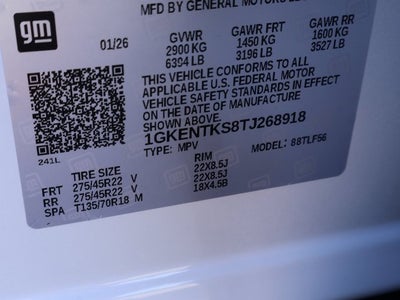 MFD BY GENERAL MOTORS
gm
01/26
GVWR GAWR FRT GAWR RR
2900 KG 1450 KG 1600 KG
6394 LB 3196 LB 3527 LB
THIS VEHICLE CONFORMS TO ALL
APPLICABLE U.S. FEDERAL MOTOR
VEHICLE SAFETY STANDARDS IN
EFFECT ON THE DATE OF MANUFACTURE
SHOWN ABOVE.
1GKENTKS8TJ268918
TYPE: MPV MODEL: 88TLF56
241L
TIRE SIZE RIM
FRT 275/45R22 V 22X8.5J
RR 275/45R22 V 22X8.5J
SPA T135/70R18 M 18X4.5B